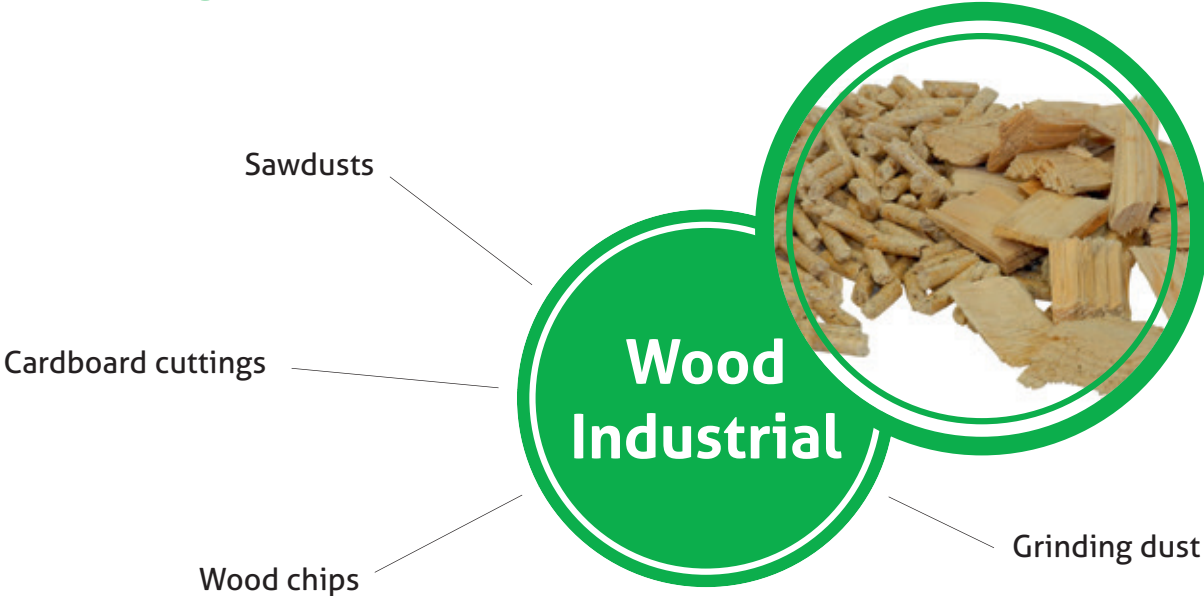 Sawdusts
Cardboard cuttings
Wood
Industrial
Wood chips
Grinding dust